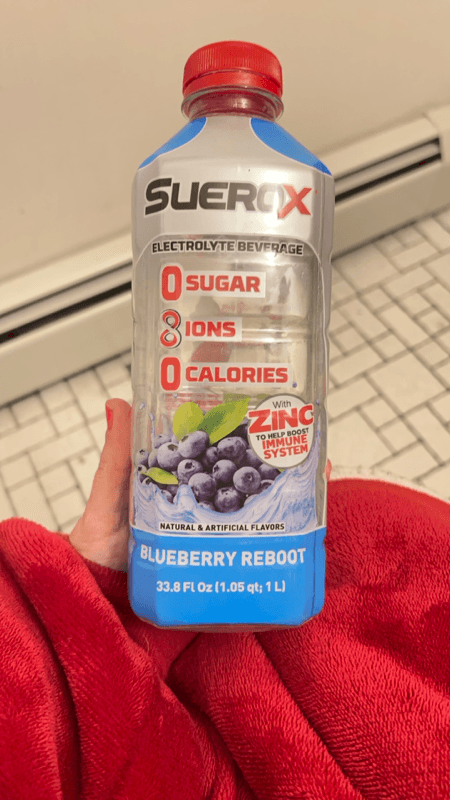 SUEROX
ELECTROLYTE BEVERAGE
0 SUGAR
8 IONS
0 CALORIES
With
ZINC
TO HELP BOOST
IMMUNE
SYSTEM
NATURAL & ARTIFICIAL FLAVORS
BLUEBERRY REBOOT
33.8 Fl Oz (1.05 qt; 1 L)